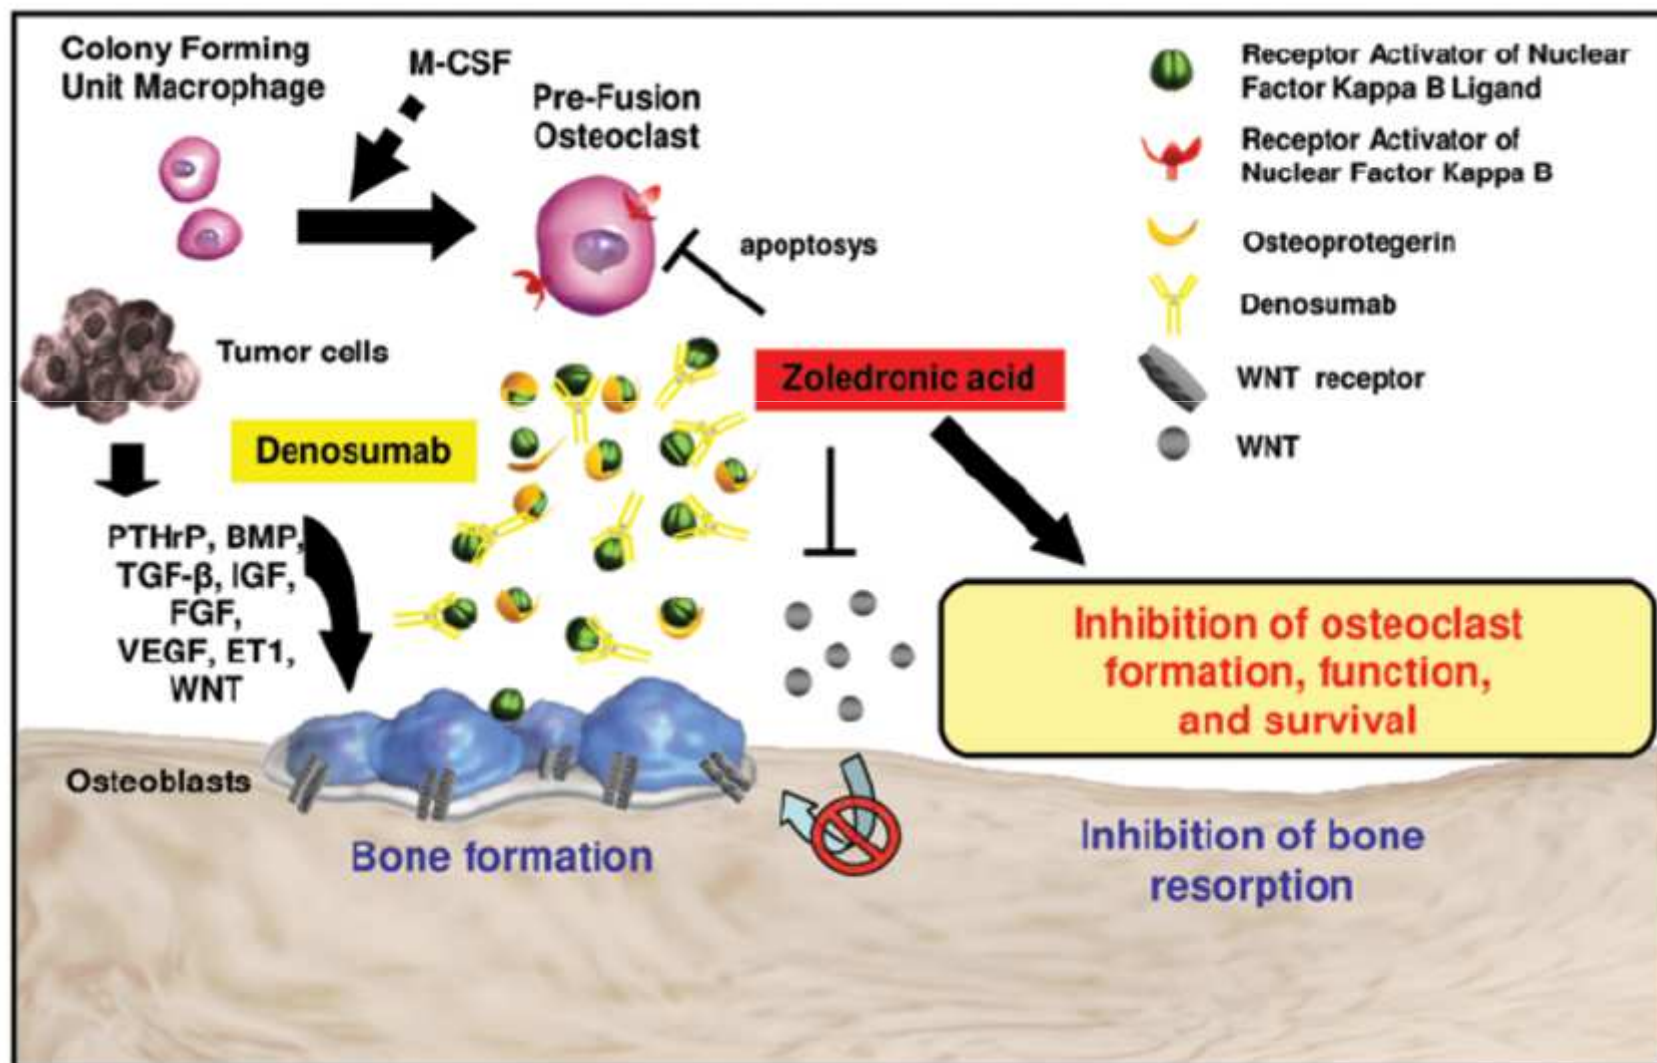 Colony Forming
Unit Macrophage
M-CSF
Pre-Fusion
Osteoclast
apoptosys
Tumor cells
Denosumab
Zoledronic acid
PTHrP, BMP,
TGF-β, IGF,
FGF,
VEGF, ET1,
WNT
Osteoblasts
Bone formation
Inhibition of osteoclast
formation, function,
and survival
Inhibition of bone
resorption
Receptor Activator of Nuclear
Factor Kappa B Ligand
Receptor Activator of
Nuclear Factor Kappa B
Osteoprotegerin
Denosumab
WNT receptor
WNT